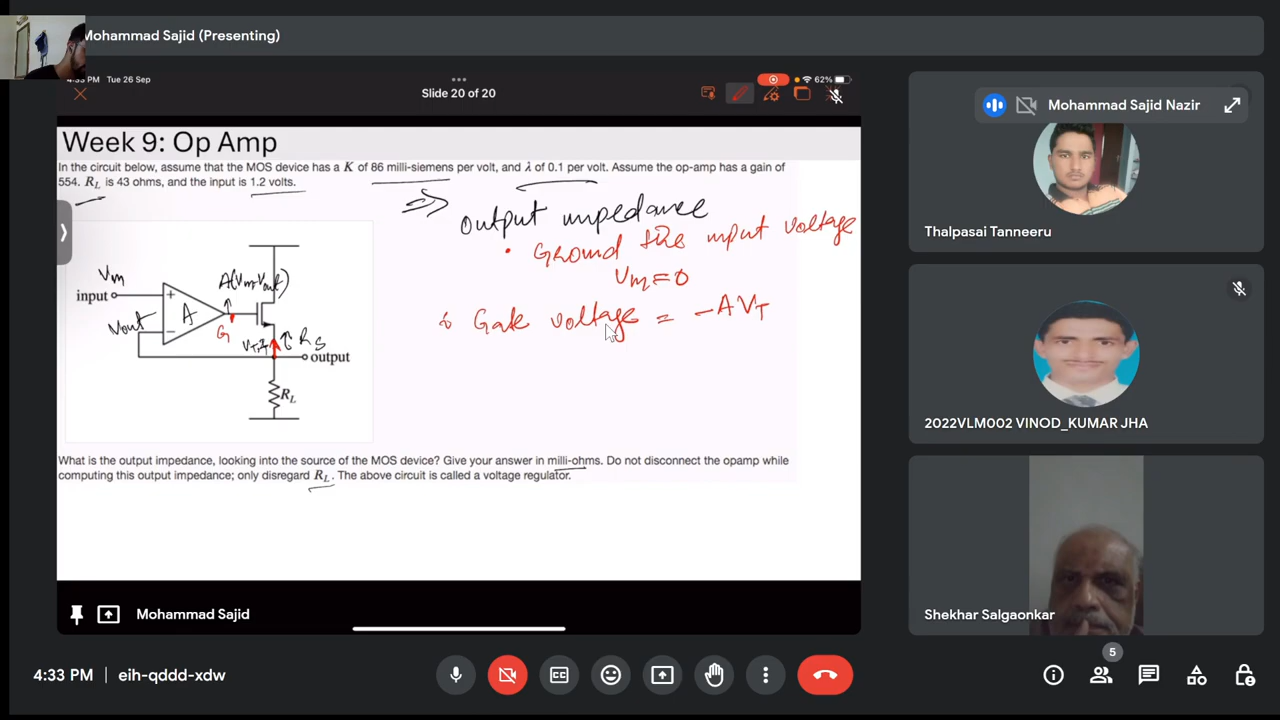 Mohammad Sajid (Presenting)
4:33 PM Tue 26 Sep
62%
Slide 20 of 20
Week 9: Op Amp
In the circuit below, assume that the MOS device has a K of 86 milli-siemens per volt, and λ of 0.1 per volt. Assume the op-amp has a gain of
554. RL is 43 ohms, and the input is 1.2 volts.
=> output impedance
• Ground the input voltage
Vin = 0
Gate voltage = -AVT
Vin
A(Vin-Vout)
input
+
A
Vout
−
G
VT, IT
RS
output
RL
What is the output impedance, looking into the source of the MOS device? Give your answer in milli-ohms. Do not disconnect the opamp while
computing this output impedance; only disregard RL. The above circuit is called a voltage regulator.
Mohammad Sajid
Mohammad Sajid Nazir
Thalpasai Tanneeru
2022VLM002 VINOD_KUMAR JHA
Shekhar Salgaonkar
4:33 PM
eih-qddd-xdw
5